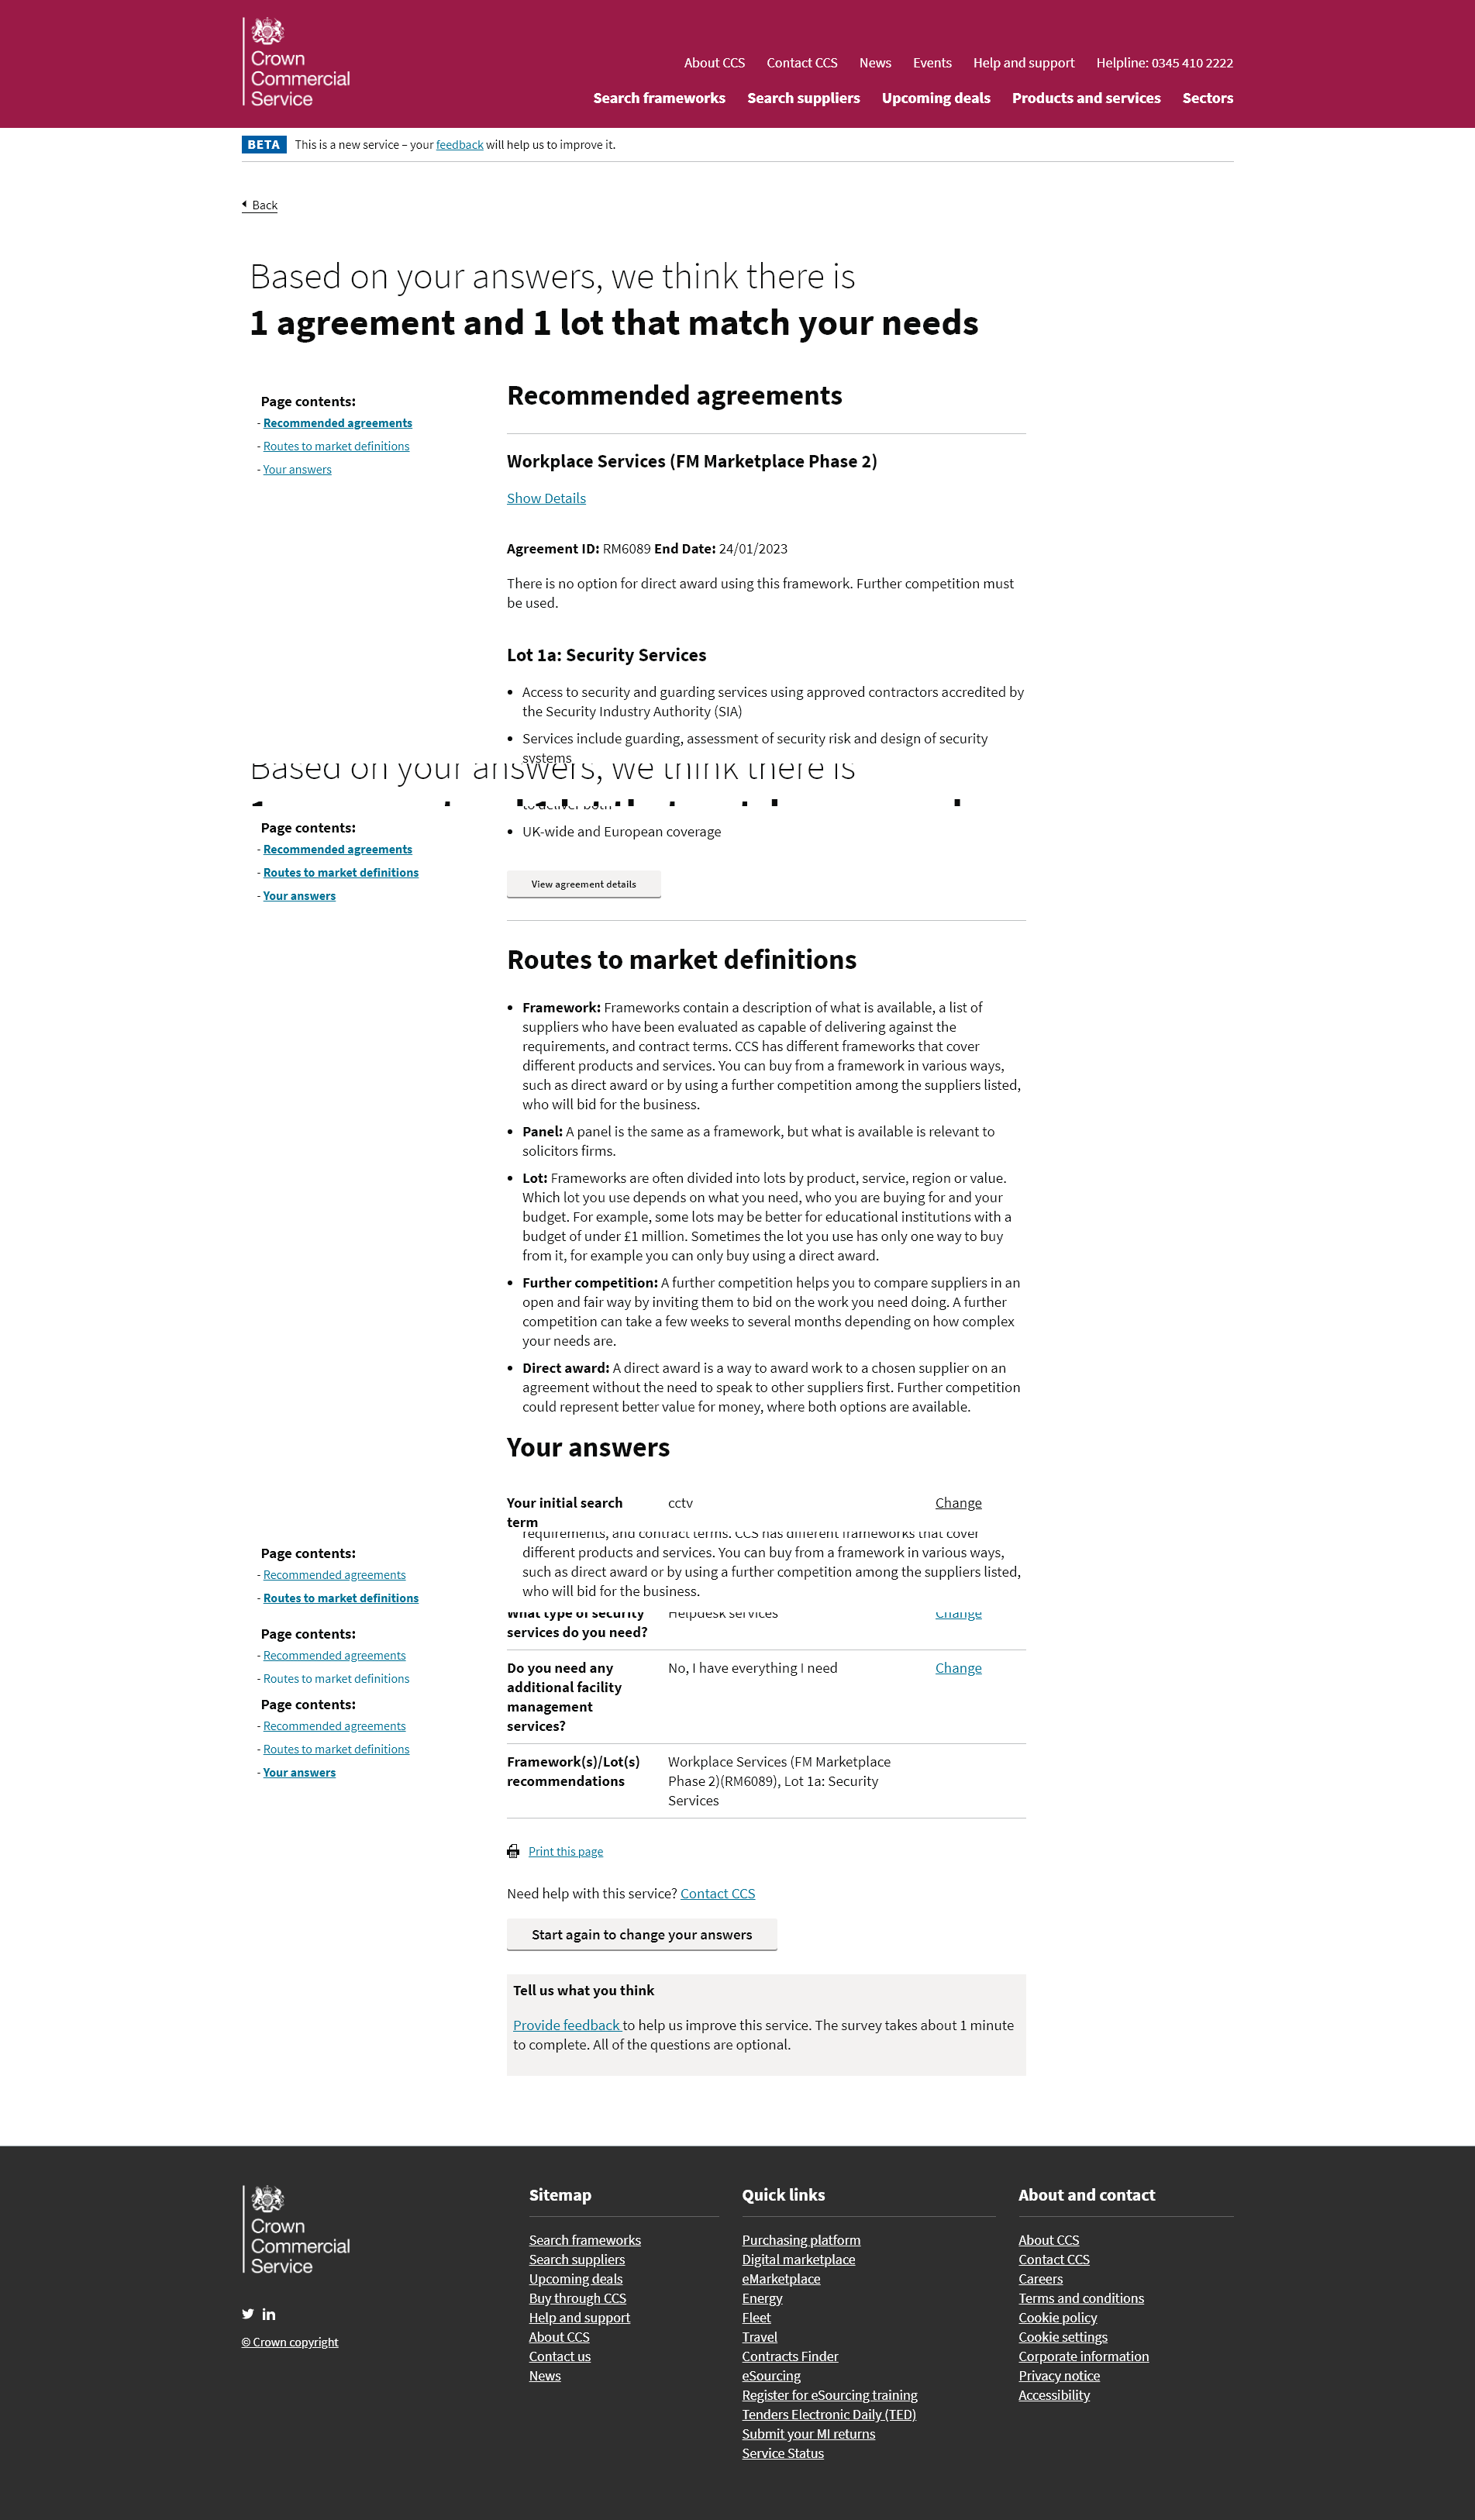 Crown
Commercial
Service
About CCS Contact CCS News Events Help and support Helpline: 0345 410 2222
Search frameworks Search suppliers Upcoming deals Products and services Sectors
BETA This is a new service – your feedback will help us to improve it.
Back
Based on your answers, we think there is
1 agreement and 1 lot that match your needs
Page contents:
- Recommended agreements
- Routes to market definitions
- Your answers
Recommended agreements
Workplace Services (FM Marketplace Phase 2)
Show Details
Agreement ID: RM6089 End Date: 24/01/2023
There is no option for direct award using this framework. Further competition must
be used.
Lot 1a: Security Services
• Access to security and guarding services using approved contractors accredited by
the Security Industry Authority (SIA)
• Services include guarding, assessment of security risk and design of security
systems
Based on your answers, we think there is
to deliver both
• UK-wide and European coverage
Page contents:
- Recommended agreements
- Routes to market definitions
- Your answers
View agreement details
Routes to market definitions
• Framework: Frameworks contain a description of what is available, a list of
suppliers who have been evaluated as capable of delivering against the
requirements, and contract terms. CCS has different frameworks that cover
different products and services. You can buy from a framework in various ways,
such as direct award or by using a further competition among the suppliers listed,
who will bid for the business.
• Panel: A panel is the same as a framework, but what is available is relevant to
solicitors firms.
• Lot: Frameworks are often divided into lots by product, service, region or value.
Which lot you use depends on what you need, who you are buying for and your
budget. For example, some lots may be better for educational institutions with a
budget of under £1 million. Sometimes the lot you use has only one way to buy
from it, for example you can only buy using a direct award.
• Further competition: A further competition helps you to compare suppliers in an
open and fair way by inviting them to bid on the work you need doing. A further
competition can take a few weeks to several months depending on how complex
your needs are.
• Direct award: A direct award is a way to award work to a chosen supplier on an
agreement without the need to speak to other suppliers first. Further competition
could represent better value for money, where both options are available.
Your answers
Your initial search cctv Change
term
requirements, and contract terms. CCS has different frameworks that cover
different products and services. You can buy from a framework in various ways,
such as direct award or by using a further competition among the suppliers listed,
who will bid for the business.
Page contents:
- Recommended agreements
- Routes to market definitions
What type of security Helpdesk services Change
services do you need?
Page contents:
- Recommended agreements
- Routes to market definitions
Do you need any No, I have everything I need Change
additional facility
management
services?
Page contents:
- Recommended agreements
- Routes to market definitions
- Your answers
Framework(s)/Lot(s) Workplace Services (FM Marketplace
recommendations Phase 2)(RM6089), Lot 1a: Security
Services
Print this page
Need help with this service? Contact CCS
Start again to change your answers
Tell us what you think
Provide feedback to help us improve this service. The survey takes about 1 minute
to complete. All of the questions are optional.
Crown
Commercial
Service
© Crown copyright
Sitemap
Search frameworks
Search suppliers
Upcoming deals
Buy through CCS
Help and support
About CCS
Contact us
News
Quick links
Purchasing platform
Digital marketplace
eMarketplace
Energy
Fleet
Travel
Contracts Finder
eSourcing
Register for eSourcing training
Tenders Electronic Daily (TED)
Submit your MI returns
Service Status
About and contact
About CCS
Contact CCS
Careers
Terms and conditions
Cookie policy
Cookie settings
Corporate information
Privacy notice
Accessibility